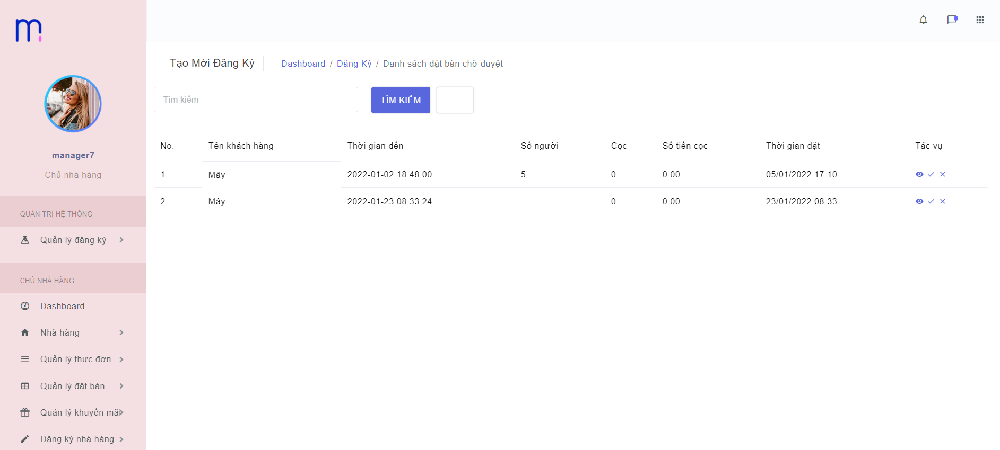 m
manager7
Chủ nhà hàng
QUẢN TRỊ HỆ THỐNG
Quản lý đăng ký
CHỦ NHÀ HÀNG
Dashboard
Nhà hàng
Quản lý thực đơn
Quản lý đặt bàn
Quản lý khuyến mãi
Đăng ký nhà hàng
Tạo Mới Đăng Ký
Dashboard / Đăng Ký / Danh sách đặt bàn chờ duyệt
Tìm kiếm
TÌM KIẾM
No. Tên khách hàng Thời gian đến Số người Cọc Số tiền cọc Thời gian đặt Tác vụ
1 Mây 2022-01-02 18:48:00 5 0 0.00 05/01/2022 17:10
2 Mây 2022-01-23 08:33:24 0 0.00 23/01/2022 08:33